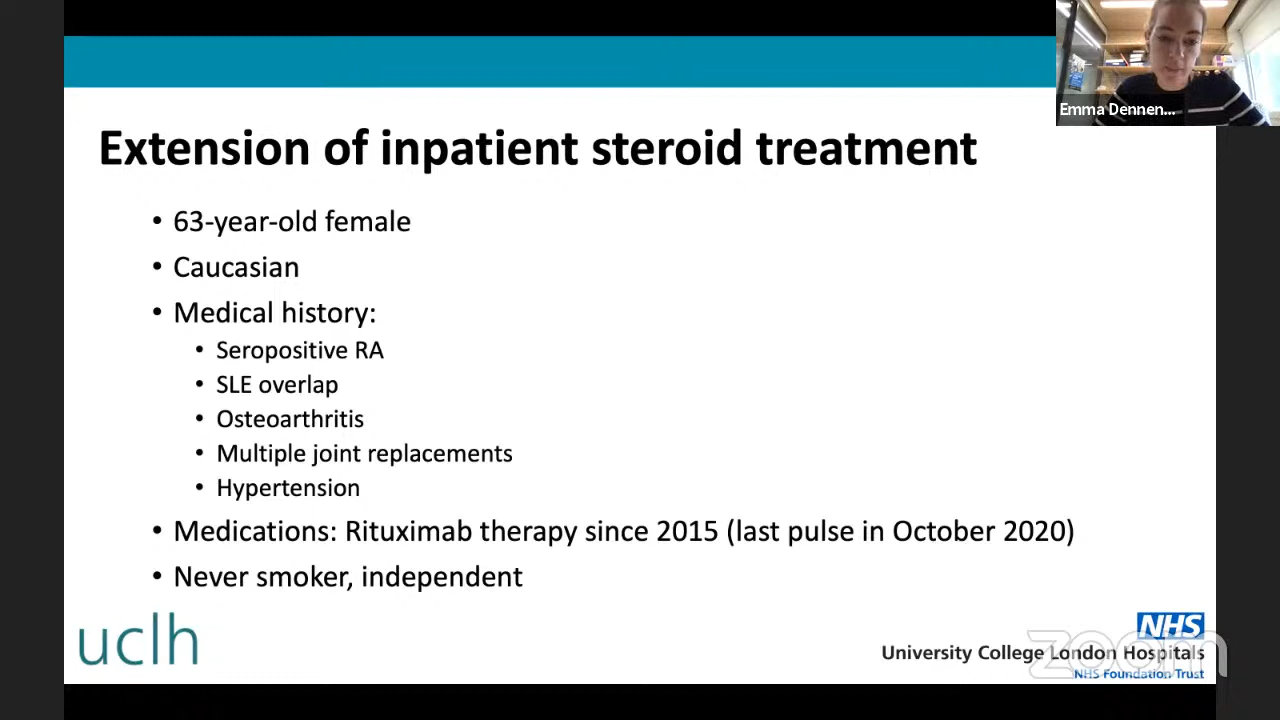 Emma Dennen...
Extension of inpatient steroid treatment
• 63-year-old female
• Caucasian
• Medical history:
• Seropositive RA
• SLE overlap
• Osteoarthritis
• Multiple joint replacements
• Hypertension
• Medications: Rituximab therapy since 2015 (last pulse in October 2020)
• Never smoker, independent
uclh
NHS
University College London Hospitals
NHS Foundation Trust
zoom